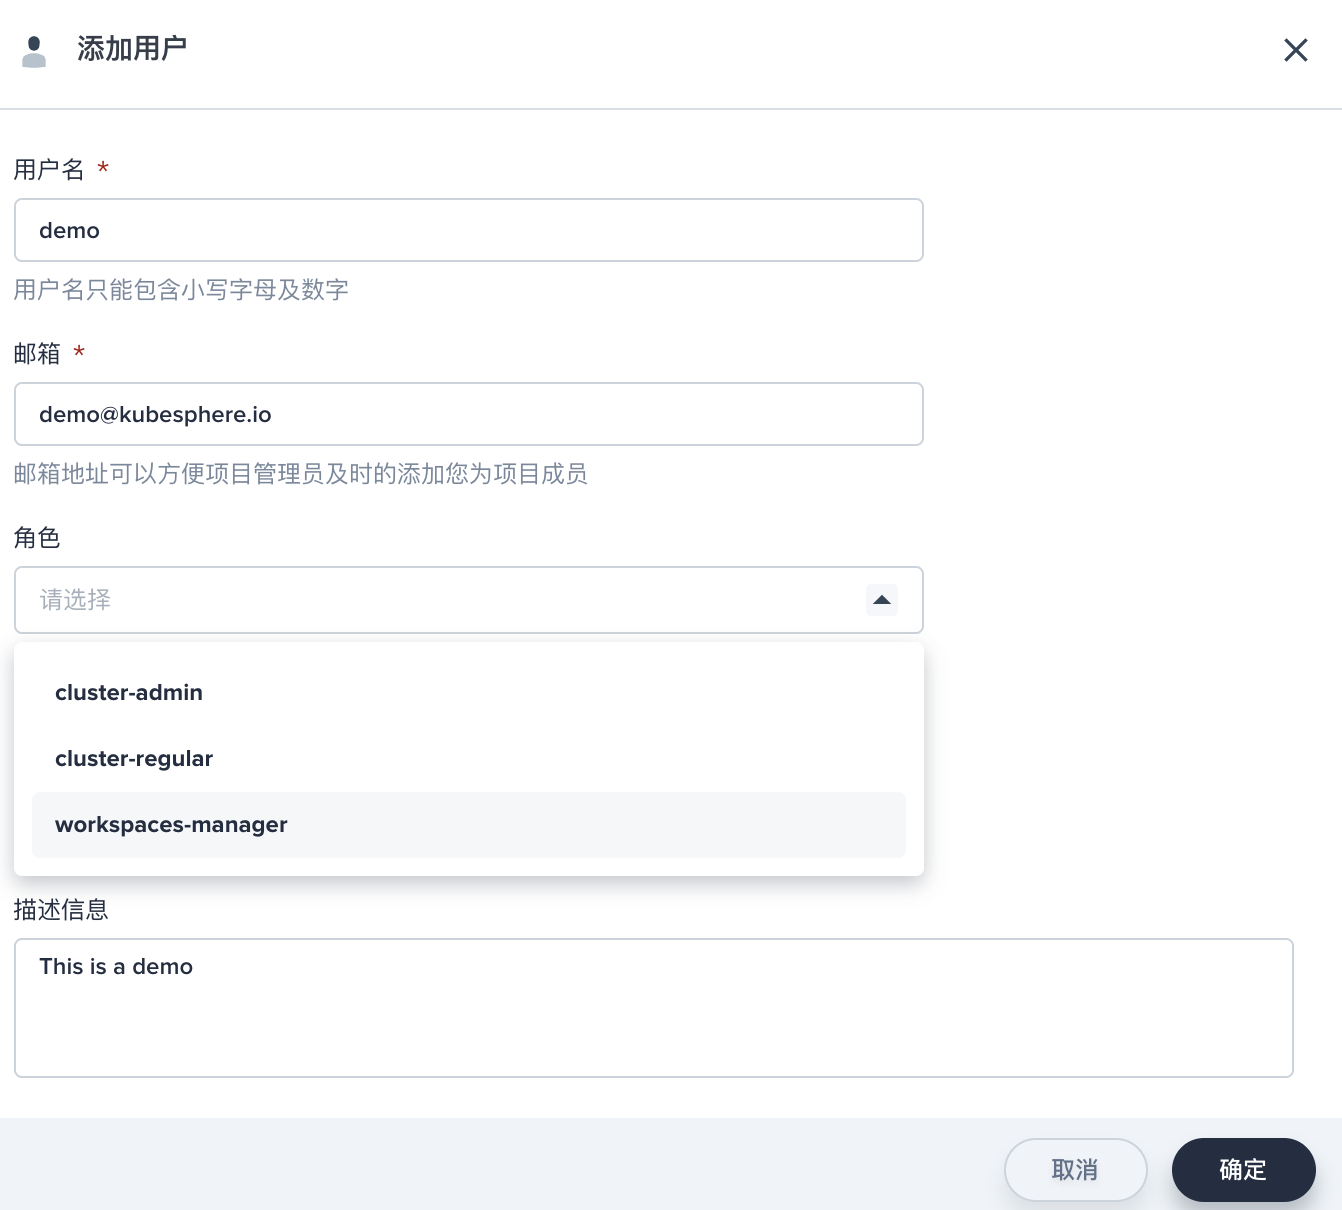 添加用户
用户名 *
demo
用户名只能包含小写字母及数字
邮箱 *
demo@kubesphere.io
邮箱地址可以方便项目管理员及时的添加您为项目成员
角色
请选择
cluster-admin
cluster-regular
workspaces-manager
描述信息
This is a demo
取消
确定